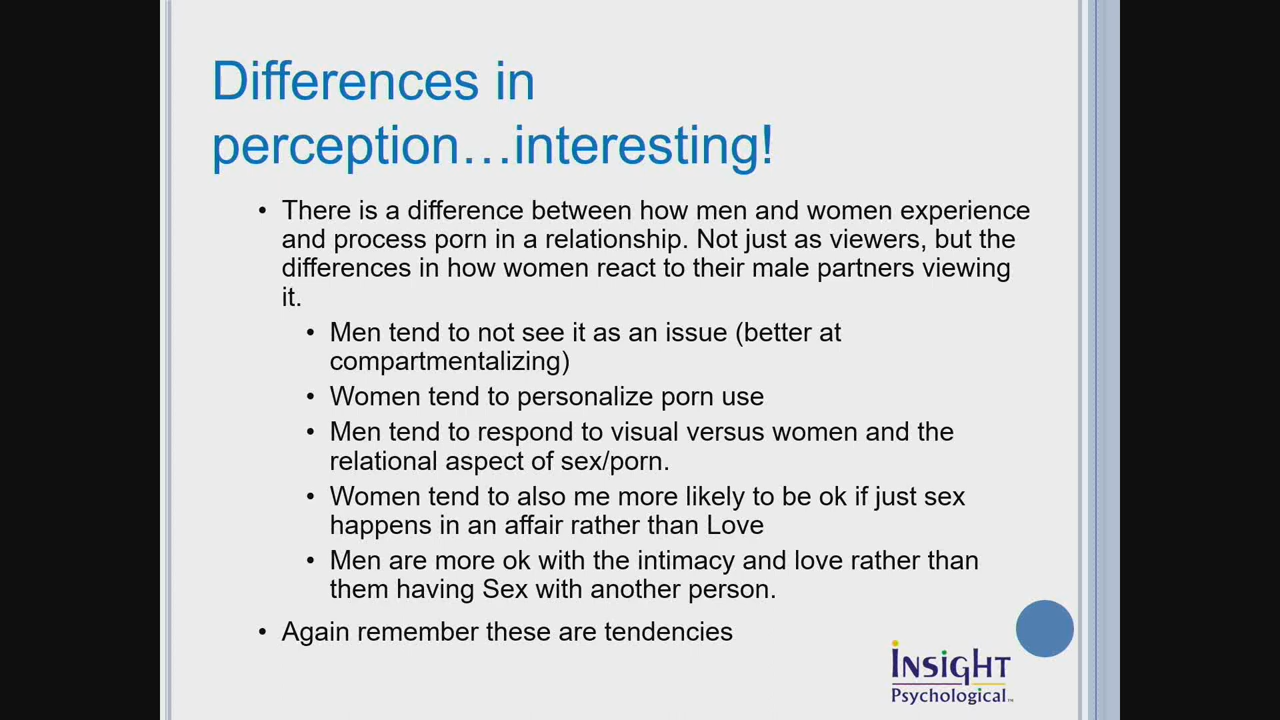 Differences in
perception…interesting!
• There is a difference between how men and women experience
and process porn in a relationship. Not just as viewers, but the
differences in how women react to their male partners viewing
it.
• Men tend to not see it as an issue (better at
compartmentalizing)
• Women tend to personalize porn use
• Men tend to respond to visual versus women and the
relational aspect of sex/porn.
• Women tend to also me more likely to be ok if just sex
happens in an affair rather than Love
• Men are more ok with the intimacy and love rather than
them having Sex with another person.
• Again remember these are tendencies
INSIGHT
Psychological™